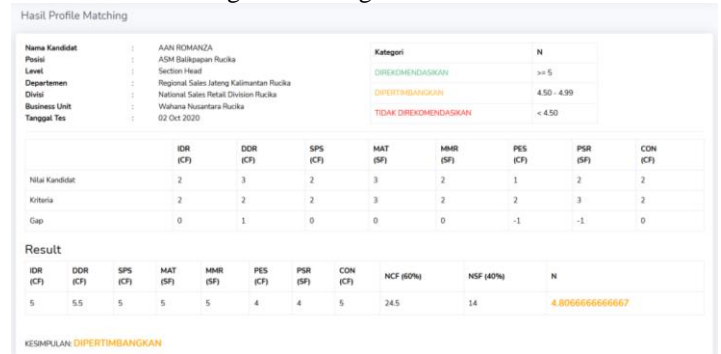 Hasil Profile Matching
Nama Kandidat : AAN ROMANZA
Posisi : ASM Balikpapan Rucika
Level : Section Head
Departemen : Regional Sales Jateng Kalimantan Rucika
Divisi : National Sales Retail Division Rucika
Business Unit : Wahana Nusantara Rucika
Tanggal Tes : 02 Oct 2020
Kategori N
DIREKOMENDASIKAN >= 5
DIPERTIMBANGKAN 4.50 - 4.99
TIDAK DIREKOMENDASIKAN < 4.50
IDR (CF) DDR (CF) SPS (CF) MAT (SF) MMR (SF) PES (CF) PSR (SF) CON (CF)
Nilai Kandidat 2 3 2 3 2 1 2 2
Kriteria 2 2 2 3 2 2 3 2
Gap 0 1 0 0 0 -1 -1 0
Result
IDR (CF) DDR (CF) SPS (CF) MAT (SF) MMR (SF) PES (CF) PSR (SF) CON (CF) NCF (60%) NSF (40%) N
5 5.5 5 5 5 4 4 5 24.5 14 4.8066666666667
KESIMPULAN: DIPERTIMBANGKAN